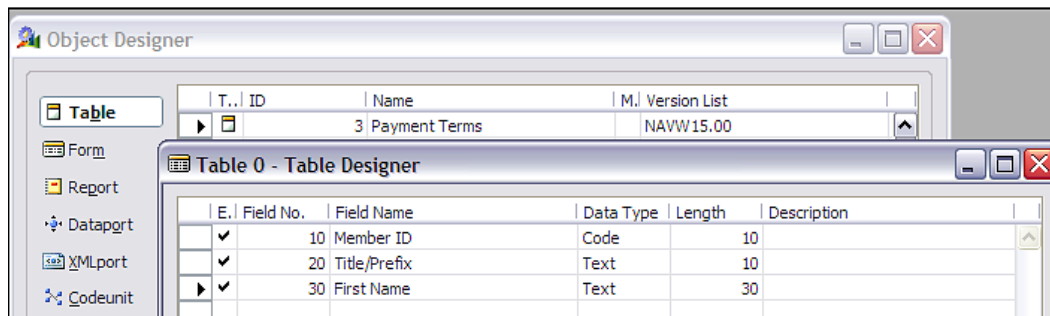 Object Designer
T.. ID Name M. Version List
Table
3 Payment Terms NAVW15.00
Form
Table 0 - Table Designer
Report
E. Field No. Field Name Data Type Length Description
Dataport
10 Member ID Code 10
XMLport
20 Title/Prefix Text 10
Codeunit
30 First Name Text 30